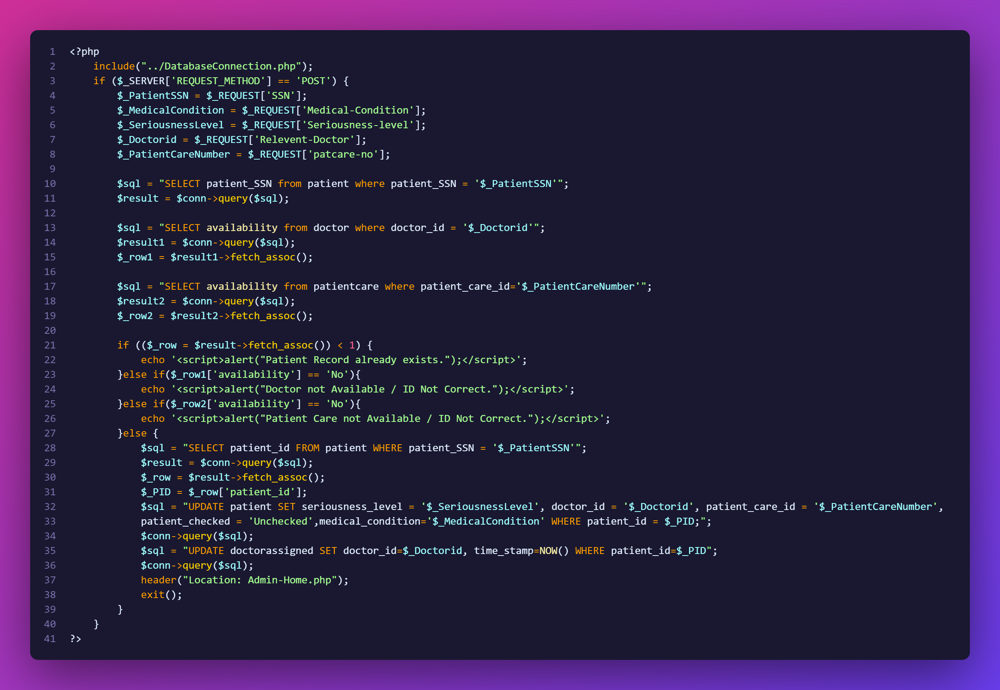 1 <?php
2     include("../DatabaseConnection.php");
3     if ($_SERVER['REQUEST_METHOD'] == 'POST') {
4         $_PatientSSN = $_REQUEST['SSN'];
5         $_MedicalCondition = $_REQUEST['Medical-Condition'];
6         $_SeriousnessLevel = $_REQUEST['Seriousness-level'];
7         $_Doctorid = $_REQUEST['Relevent-Doctor'];
8         $_PatientCareNumber = $_REQUEST['patcare-no'];
9
10         $sql = "SELECT patient_SSN from patient where patient_SSN = '$_PatientSSN'";
11         $result = $conn->query($sql);
12
13         $sql = "SELECT availability from doctor where doctor_id = '$_Doctorid'";
14         $result1 = $conn->query($sql);
15         $_row1 = $result1->fetch_assoc();
16
17         $sql = "SELECT availability from patientcare where patient_care_id='$_PatientCareNumber'";
18         $result2 = $conn->query($sql);
19         $_row2 = $result2->fetch_assoc();
20
21         if (($_row = $result->fetch_assoc()) < 1) {
22             echo '<script>alert("Patient Record already exists.");</script>';
23         }else if($_row1['availability'] == 'No'){
24             echo '<script>alert("Doctor not Available / ID Not Correct.");</script>';
25         }else if($_row2['availability'] == 'No'){
26             echo '<script>alert("Patient Care not Available / ID Not Correct.");</script>';
27         }else {
28             $sql = "SELECT patient_id FROM patient WHERE patient_SSN = '$_PatientSSN'";
29             $result = $conn->query($sql);
30             $_row = $result->fetch_assoc();
31             $_PID = $_row['patient_id'];
32             $sql = "UPDATE patient SET seriousness_level = '$_SeriousnessLevel', doctor_id = '$_Doctorid', patient_care_id = '$_PatientCareNumber',
33             patient_checked = 'Unchecked',medical_condition='$_MedicalCondition' WHERE patient_id = $_PID;";
34             $conn->query($sql);
35             $sql = "UPDATE doctorassigned SET doctor_id=$_Doctorid, time_stamp=NOW() WHERE patient_id=$_PID";
36             $conn->query($sql);
37             header("Location: Admin-Home.php");
38             exit();
39         }
40     }
41 ?>